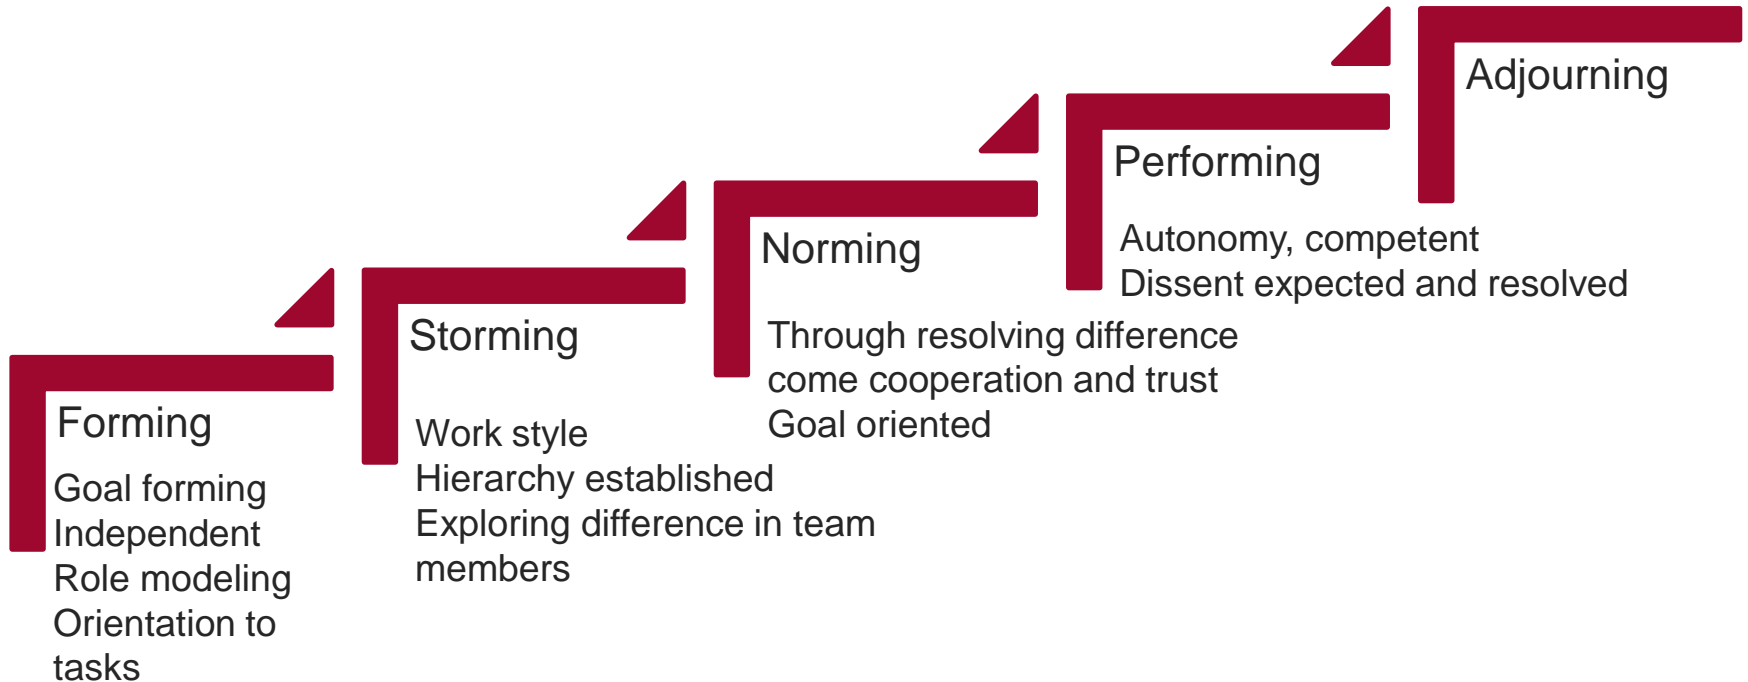 Forming
Goal forming
Independent
Role modeling
Orientation to
tasks
Storming
Work style
Hierarchy established
Exploring difference in team
members
Norming
Through resolving difference
come cooperation and trust
Goal oriented
Performing
Autonomy, competent
Dissent expected and resolved
Adjourning